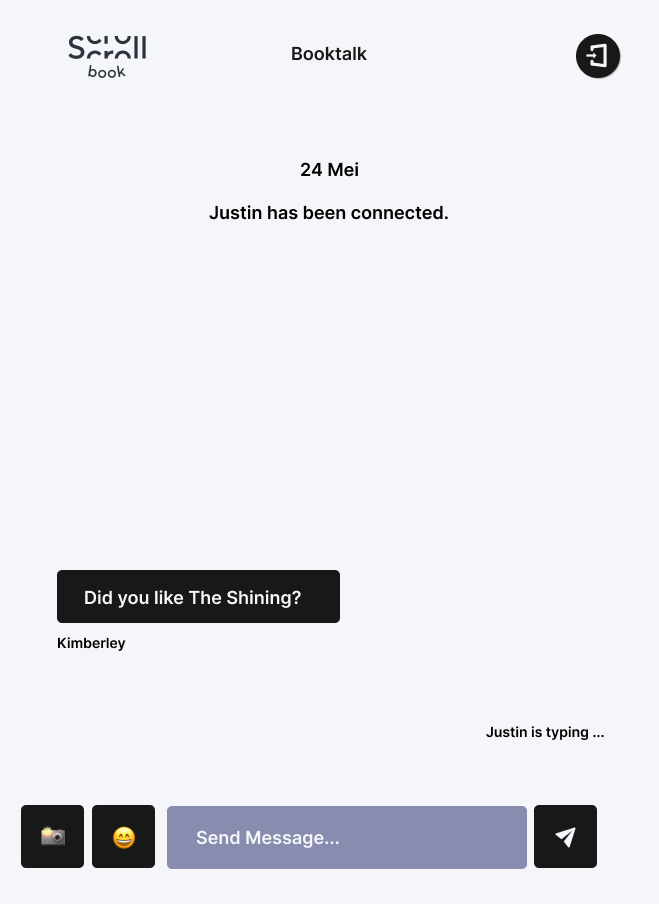 Scroll
book
Booktalk
24 Mei
Justin has been connected.
Did you like The Shining?
Kimberley
Justin is typing ...
Send Message...